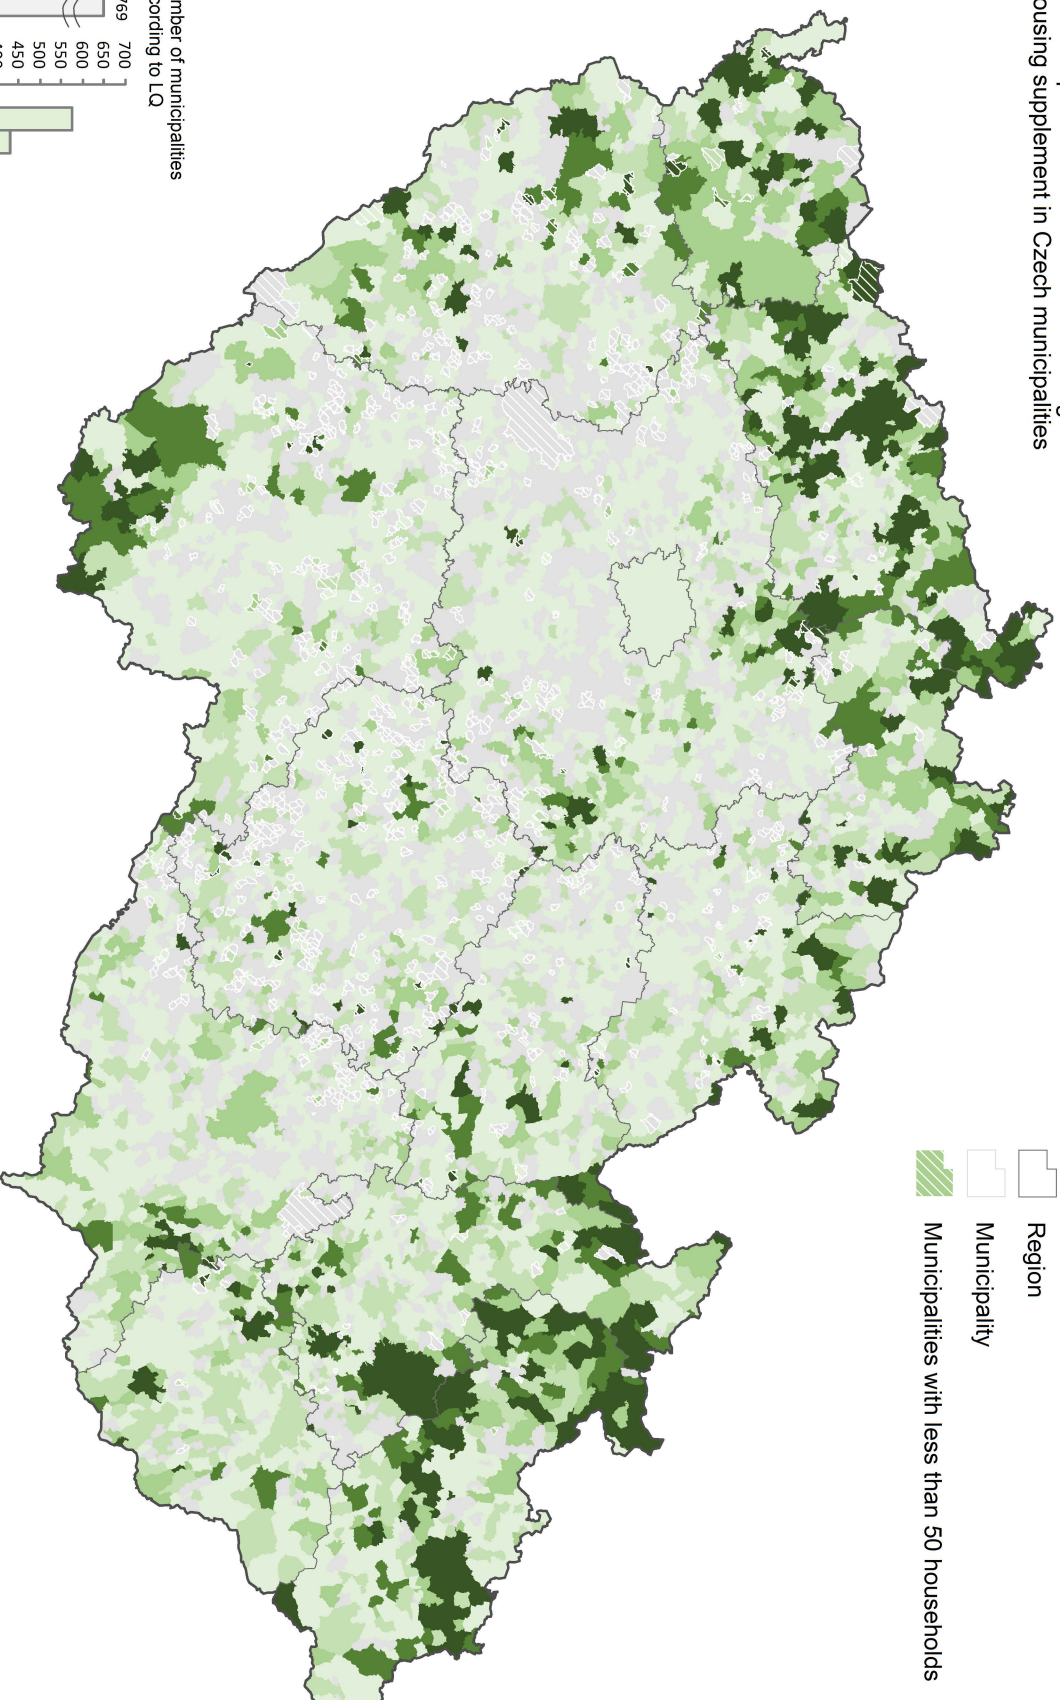 ousing supplement in Czech municipalities
Region
Municipality
Municipalities with less than 50 households
mber of municipalities
cording to LQ
769
700
650
600
550
500
450